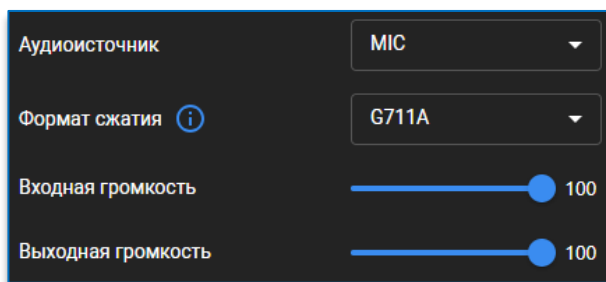 Аудиоисточник MIC
Формат сжатия G711A
Входная громкость 100
Выходная громкость 100